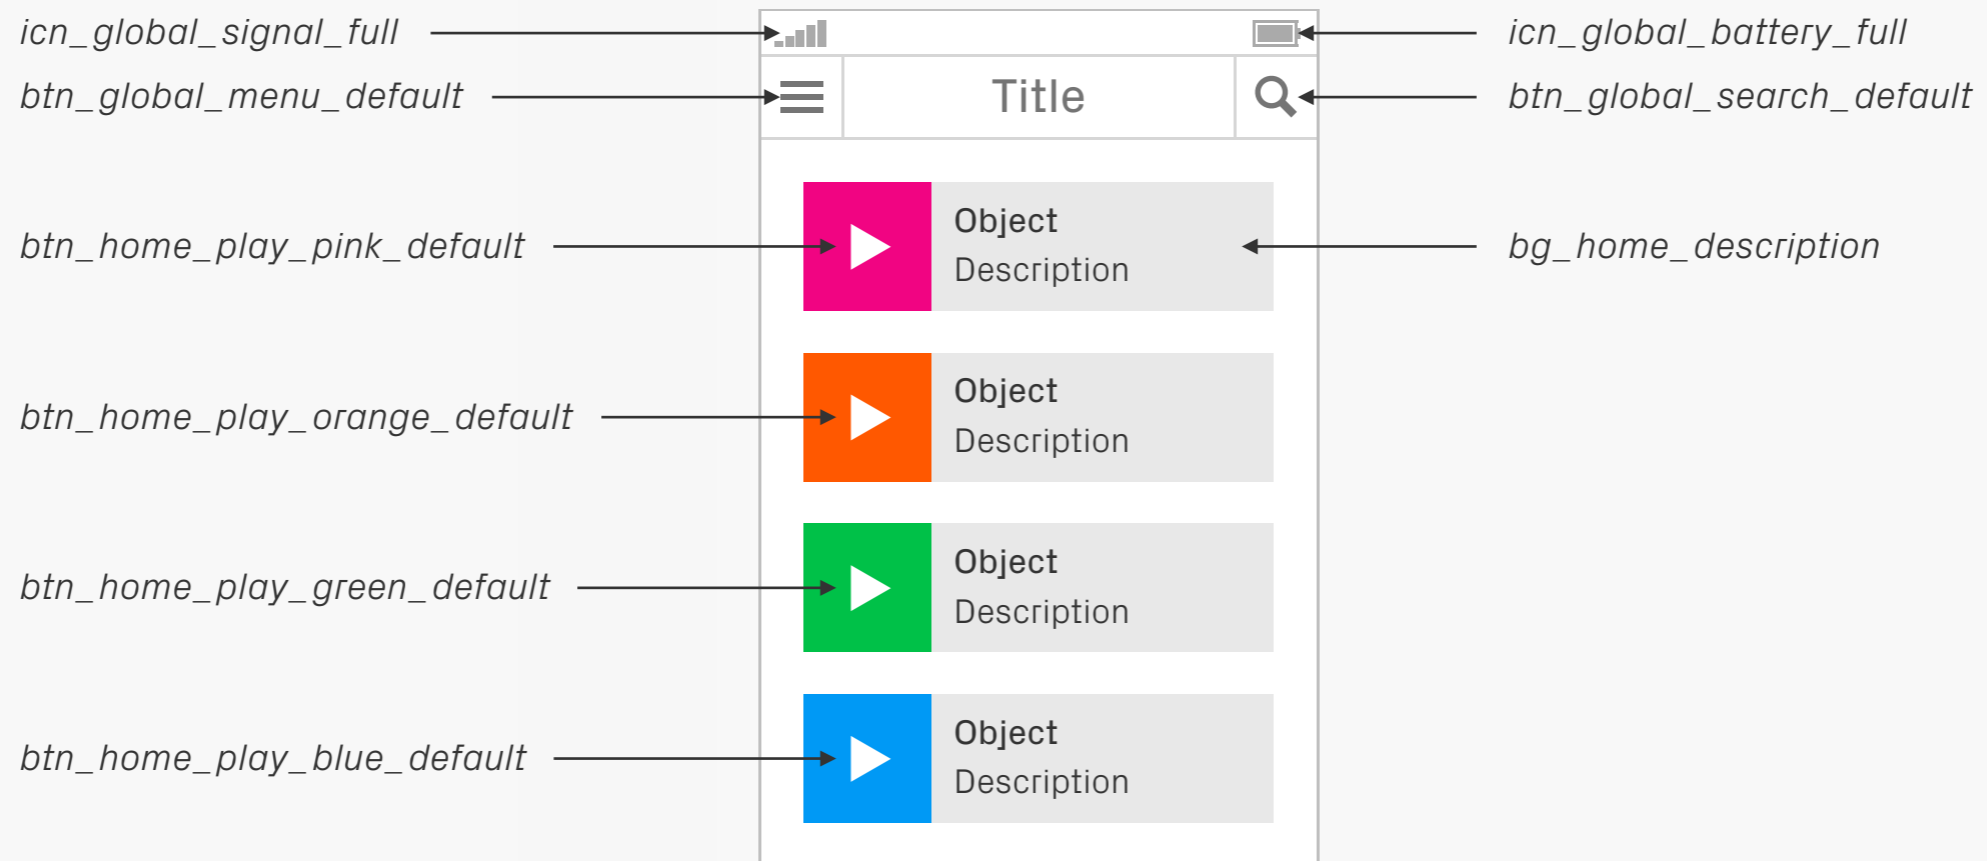 icn_global_signal_full
icn_global_battery_full
btn_global_menu_default
Title
btn_global_search_default
btn_home_play_pink_default
Object
Description
bg_home_description
btn_home_play_orange_default
Object
Description
btn_home_play_green_default
Object
Description
btn_home_play_blue_default
Object
Description